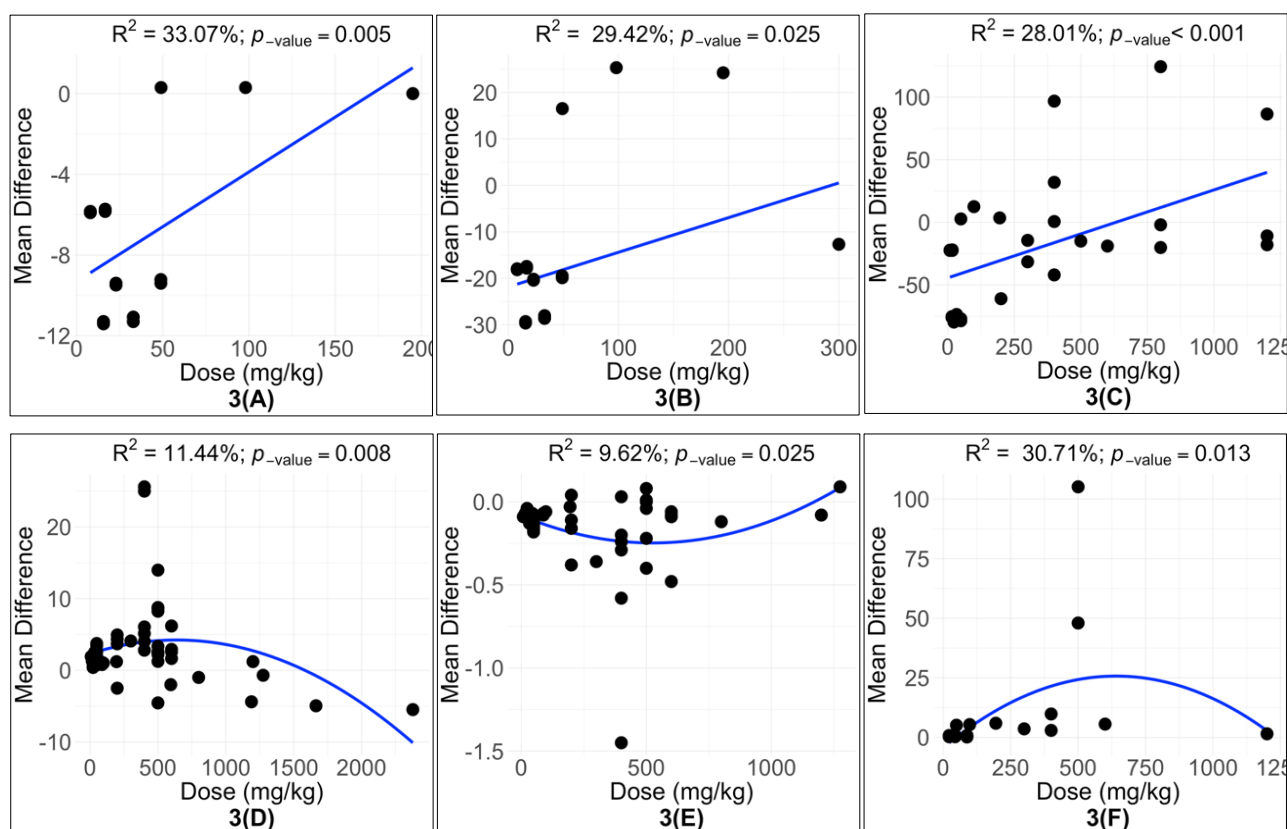 R² = 33.07%; p₋value = 0.005
Mean Difference
0
-4
-8
-12
0
50
100
150
200
Dose (mg/kg)
3(A)
R² = 29.42%; p₋value = 0.025
Mean Difference
20
10
0
-10
-20
-30
0
100
200
300
Dose (mg/kg)
3(B)
R² = 28.01%; p₋value< 0.001
Mean Difference
100
50
0
-50
0
250
500
750
1000
125
Dose (mg/kg)
3(C)
R² = 11.44%; p₋value = 0.008
Mean Difference
20
10
0
-10
0
500
1000
1500
2000
Dose (mg/kg)
3(D)
R² = 9.62%; p₋value = 0.025
Mean Difference
0.0
-0.5
-1.0
-1.5
0
500
1000
Dose (mg/kg)
3(E)
R² = 30.71%; p₋value = 0.013
Mean Difference
100
75
50
25
0
0
250
500
750
1000
125
Dose (mg/kg)
3(F)